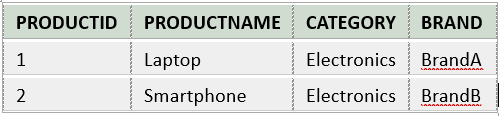 PRODUCTID PRODUCTNAME CATEGORY BRAND
1 Laptop Electronics BrandA
2 Smartphone Electronics BrandB